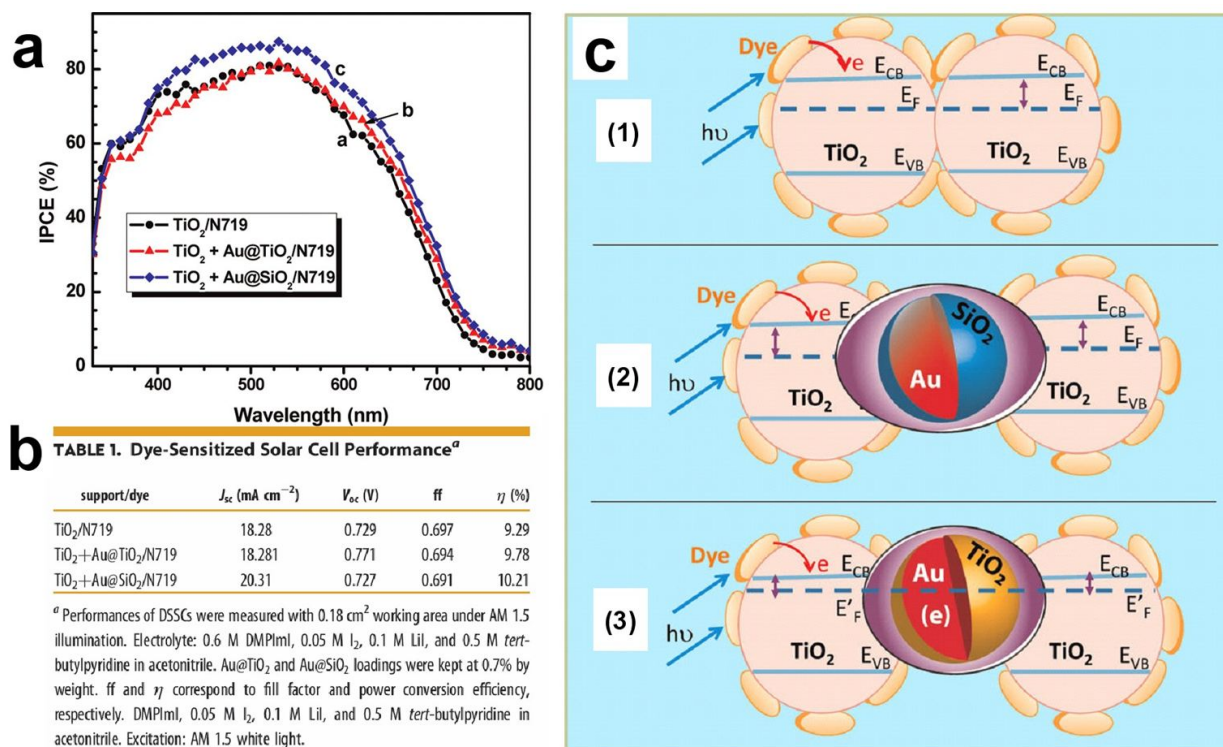 a
IPCE (%)
80
60
40
20
0
400
500
600
700
800
Wavelength (nm)
c
b
a
TiO2/N719
TiO2 + Au@TiO2/N719
TiO2 + Au@SiO2/N719
b
TABLE 1. Dye-Sensitized Solar Cell Performanceᵃ
support/dye Jsc (mA cm−2) Voc (V) ff η (%)
TiO2/N719 18.28 0.729 0.697 9.29
TiO2+Au@TiO2/N719 18.281 0.771 0.694 9.78
TiO2+Au@SiO2/N719 20.31 0.727 0.691 10.21
ᵃ Performances of DSSCs were measured with 0.18 cm2 working area under AM 1.5
illumination. Electrolyte: 0.6 M DMPImI, 0.05 M I2, 0.1 M LiI, and 0.5 M tert-
butylpyridine in acetonitrile. Au@TiO2 and Au@SiO2 loadings were kept at 0.7% by
weight. ff and η correspond to fill factor and power conversion efficiency,
respectively. DMPImI, 0.05 M I2, 0.1 M LiI, and 0.5 M tert-butylpyridine in
acetonitrile. Excitation: AM 1.5 white light.
c
(1)
Dye
e
ECB
ECB
EF
EF
hυ
TiO2
EVB
TiO2
(2)
Dye
e
E
SiO2
Au
ECB
EF
hυ
TiO2
TiO2
EVB
(3)
Dye
e
ECB
Au
(e)
TiO2
ECB
E'F
E'F
hυ
TiO2
EVB
TiO2
EVB